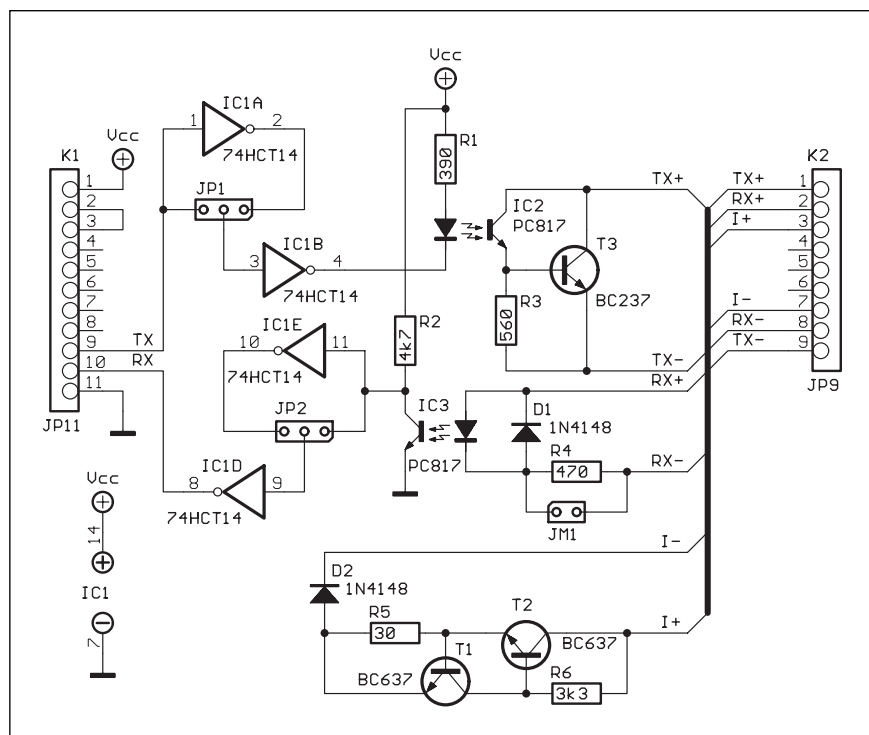 Vcc
IC1A
1
2
74HCT14
R1
390
K1
Vcc
K2
JP1
TX+
TX+
IC2
PC817
RX+
I+
T3
IC1B
3
4
74HCT14
BC237
R3
560
R2
4k7
IC1E
10
11
74HCT14
I-
RX-
TX-
TX-
RX+
1
2
3
4
5
6
7
8
9
10
11
TX
RX
JP11
1
2
3
4
5
6
7
8
9
JP9
JP2
IC3
PC817
D1
1N4148
R4
470
RX-
JM1
IC1D
8
9
74HCT14
Vcc
14
IC1
7
I-
D2
1N4148
R5
30
T2
BC637
I+
T1
BC637
R6
3k3